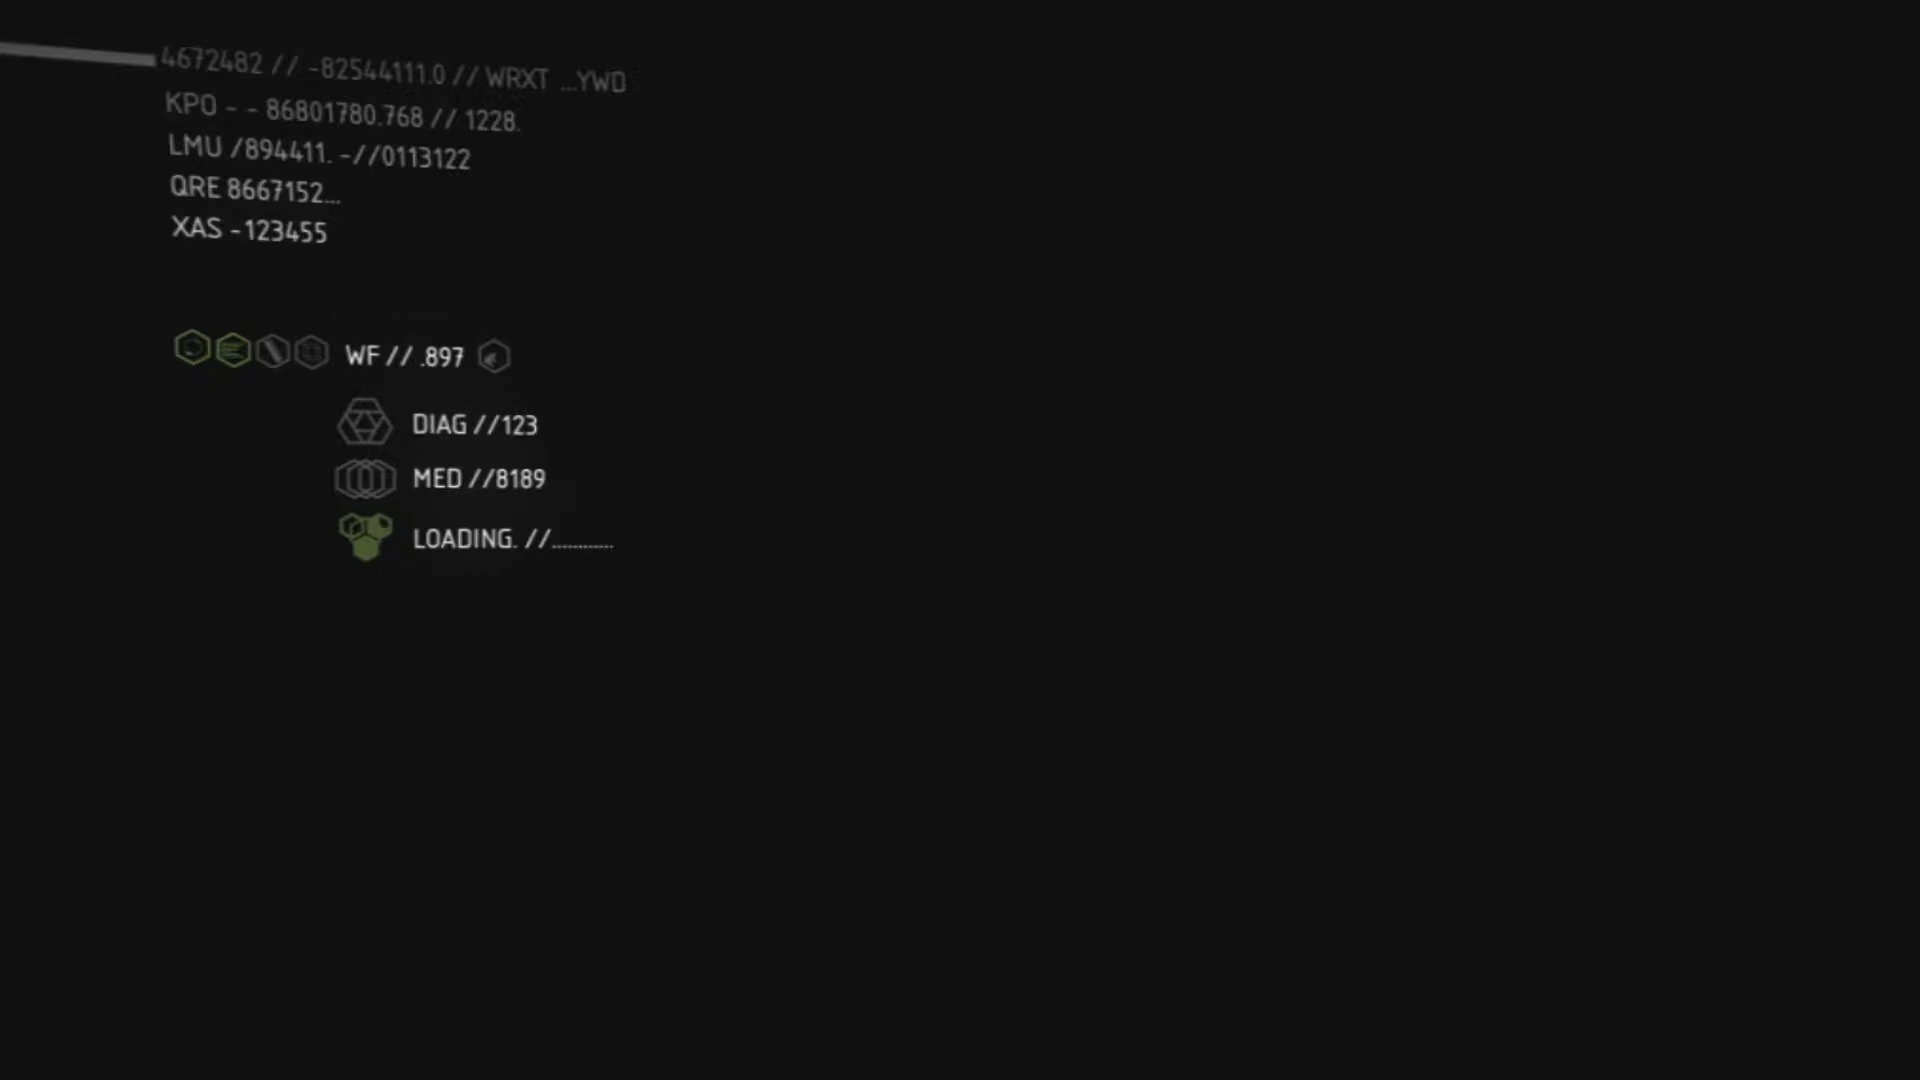 4672482 // -82544111.0 // WRXT ...YWD
KPO - - 86801780.768 // 1228.
LMU /894411. -//0113122
QRE 8667152...
XAS -123455
WF // .897
DIAG //123
MED //8189
LOADING. //............